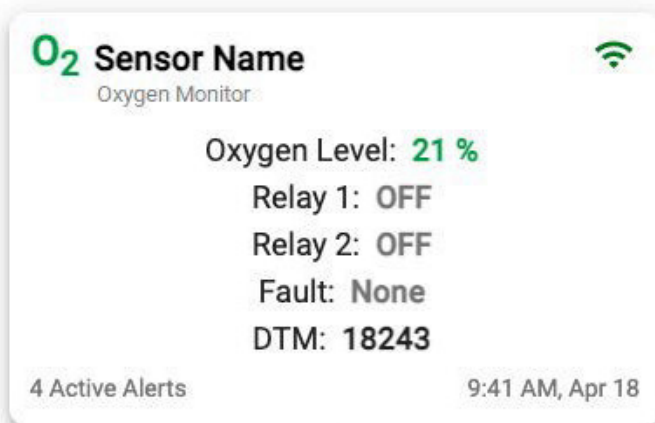 O₂ Sensor Name
Oxygen Monitor
Oxygen Level: 21 %
Relay 1: OFF
Relay 2: OFF
Fault: None
DTM: 18243
4 Active Alerts 9:41 AM, Apr 18